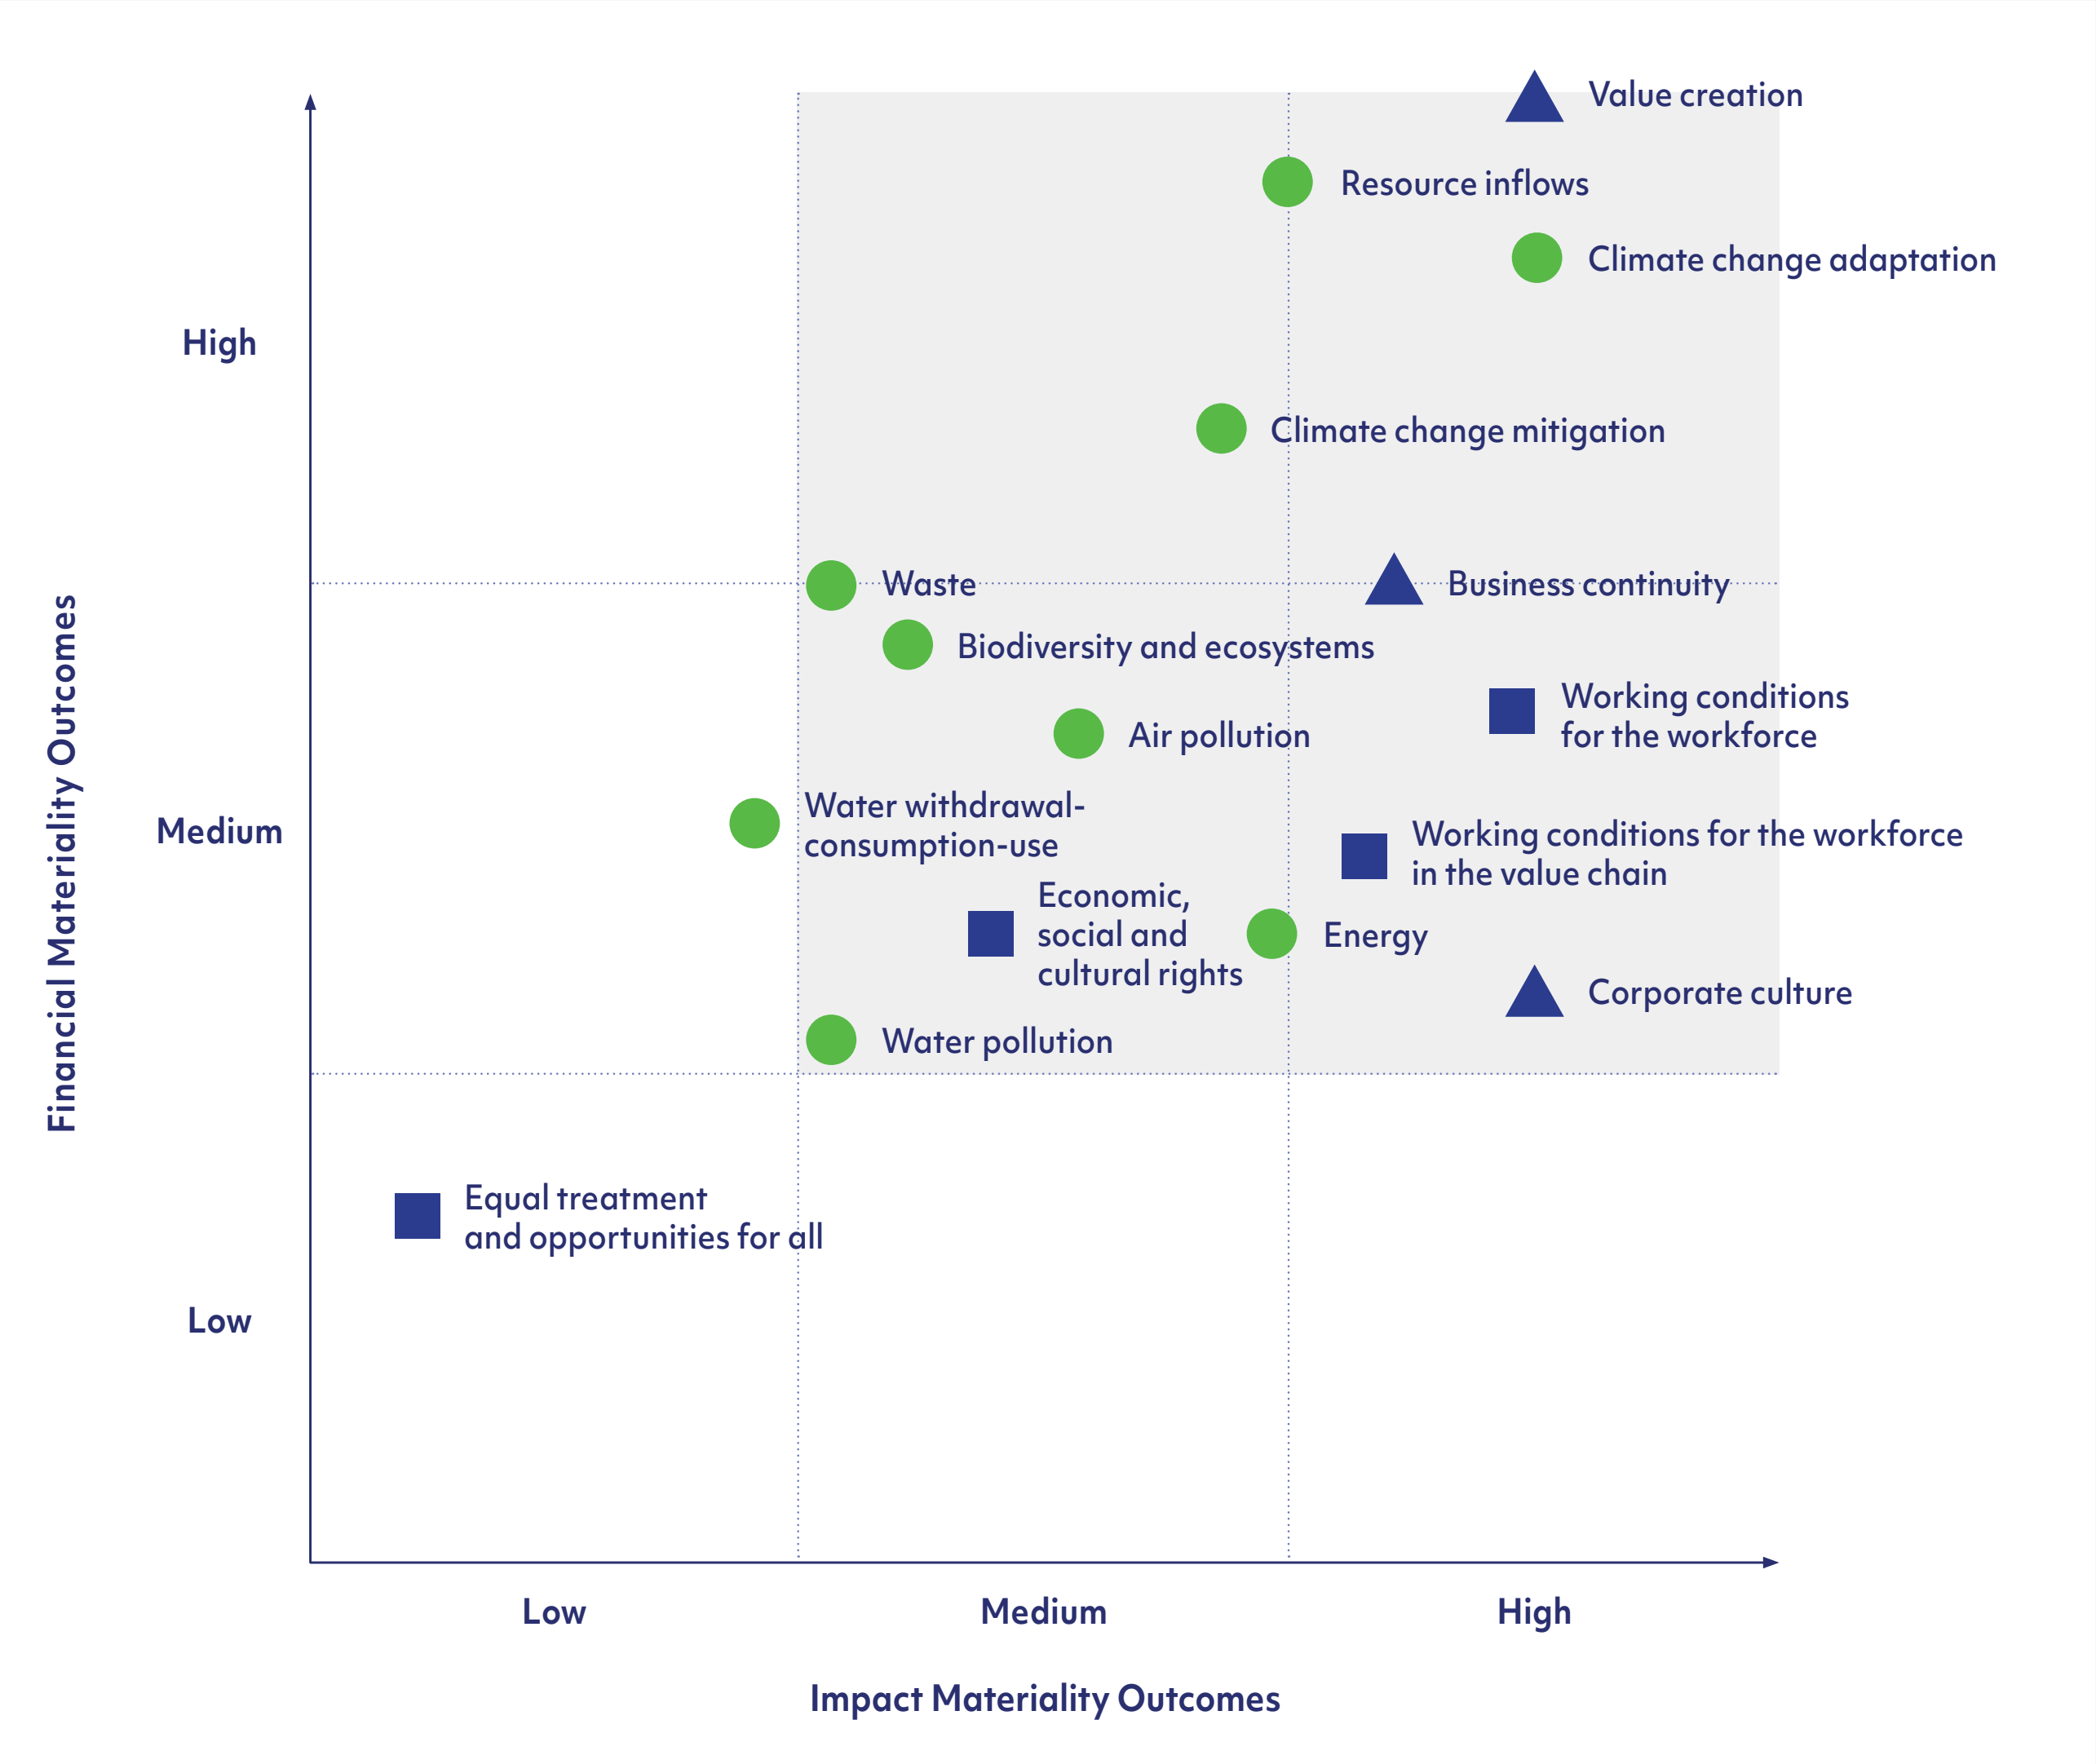 Value creation
Resource inflows
Climate change adaptation
High
Climate change mitigation
Waste
Business continuity
Biodiversity and ecosystems
Working conditions
for the workforce
Air pollution
Financial Materiality Outcomes
Medium
Water withdrawal-
consumption-use
Working conditions for the workforce
in the value chain
Economic,
social and
cultural rights
Energy
Corporate culture
Water pollution
Equal treatment
and opportunities for all
Low
Low
Medium
High
Impact Materiality Outcomes